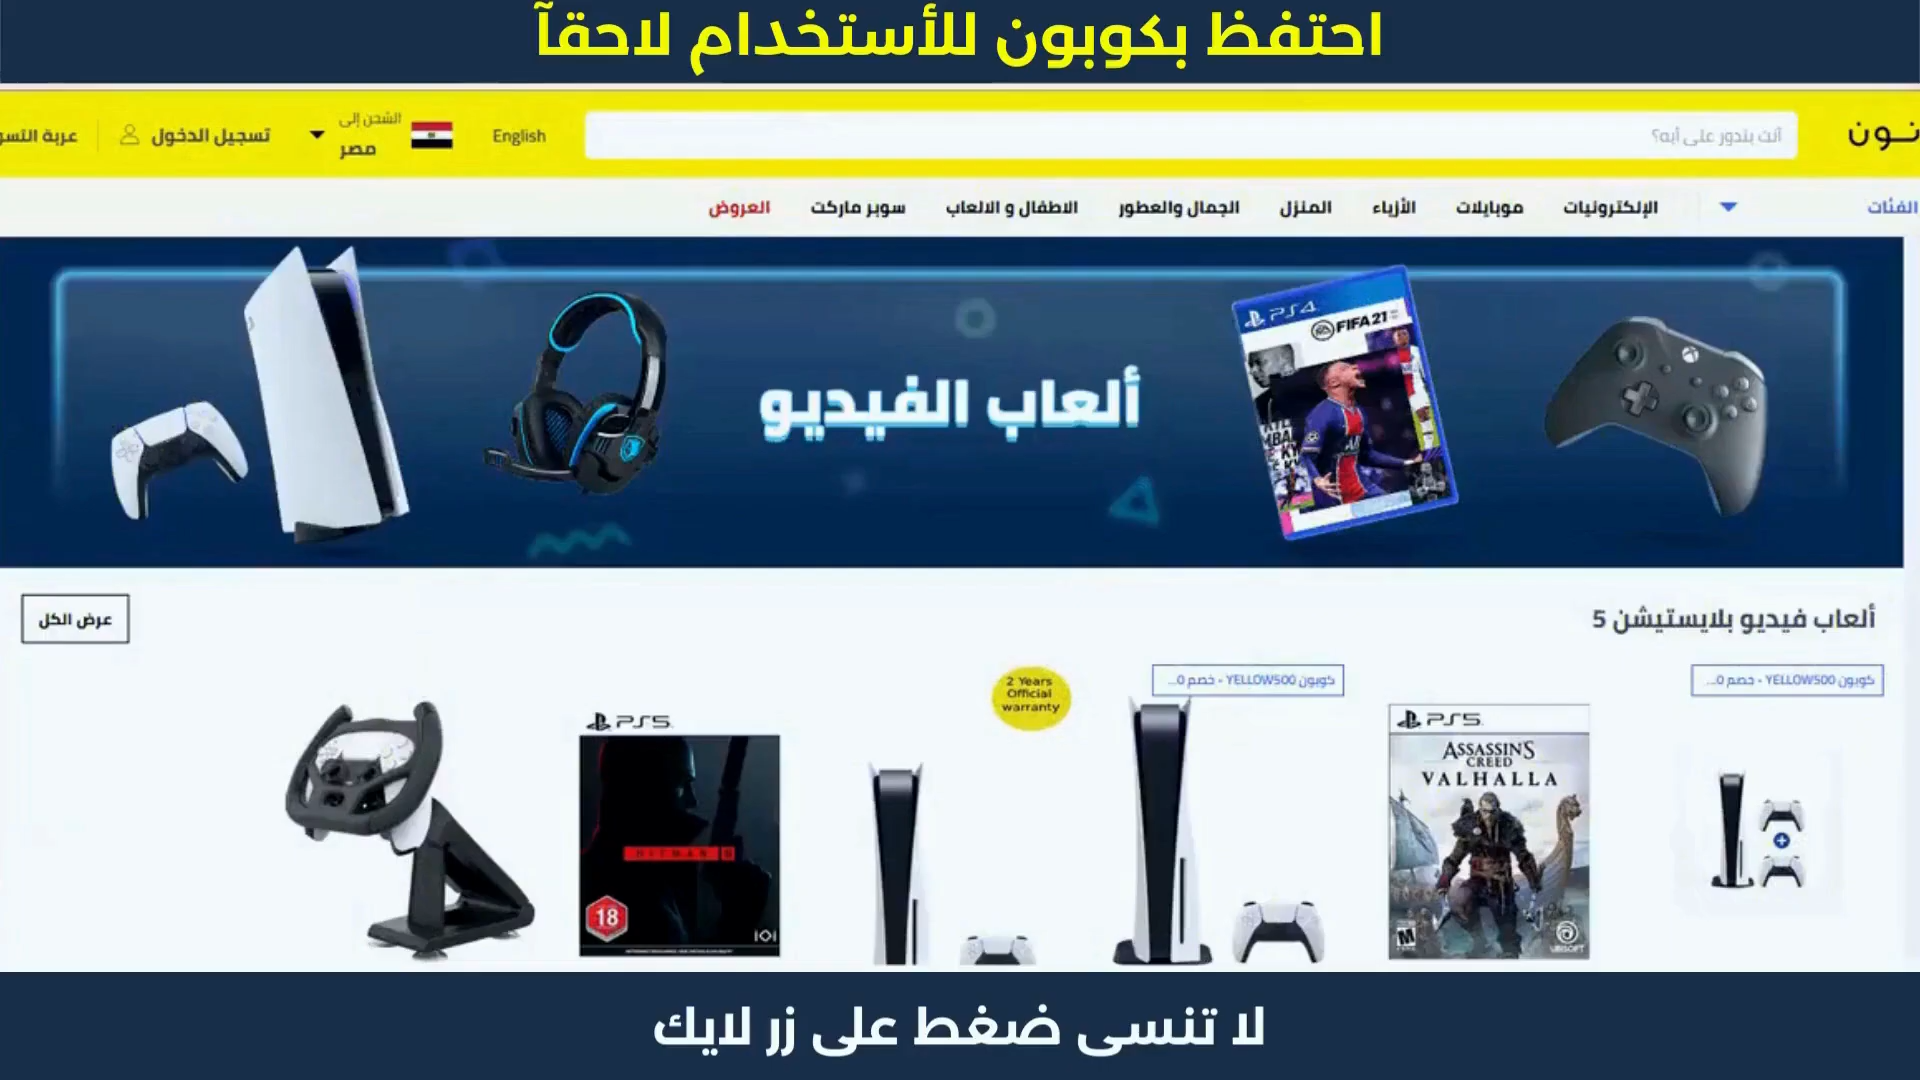 احتفظ بكوبون للأستخدام لاحقآ
نون
أنت بتدور على أيه؟
English
الشحن إلى
مصر
تسجيل الدخول
عربة
الفئات
الإلكترونيات
موبايلات
الأزياء
المنزل
الجمال والعطور
الاطفال و الالعاب
سوبر ماركت
العروض
PS4
FIFA 21
ألعاب الفيديو
ألعاب فيديو بلايستيشن 5
عرض الكل
كوبون YELLOW500 - خصم 0...
كوبون YELLOW500 - خصم 0...
2 Years
Official
warranty
PS5
ASSASSIN'S
CREED
VALHALLA
M
UBISOFT
PS5
HITMAN
18
IOI
لا تنسى ضغط على زر لايك